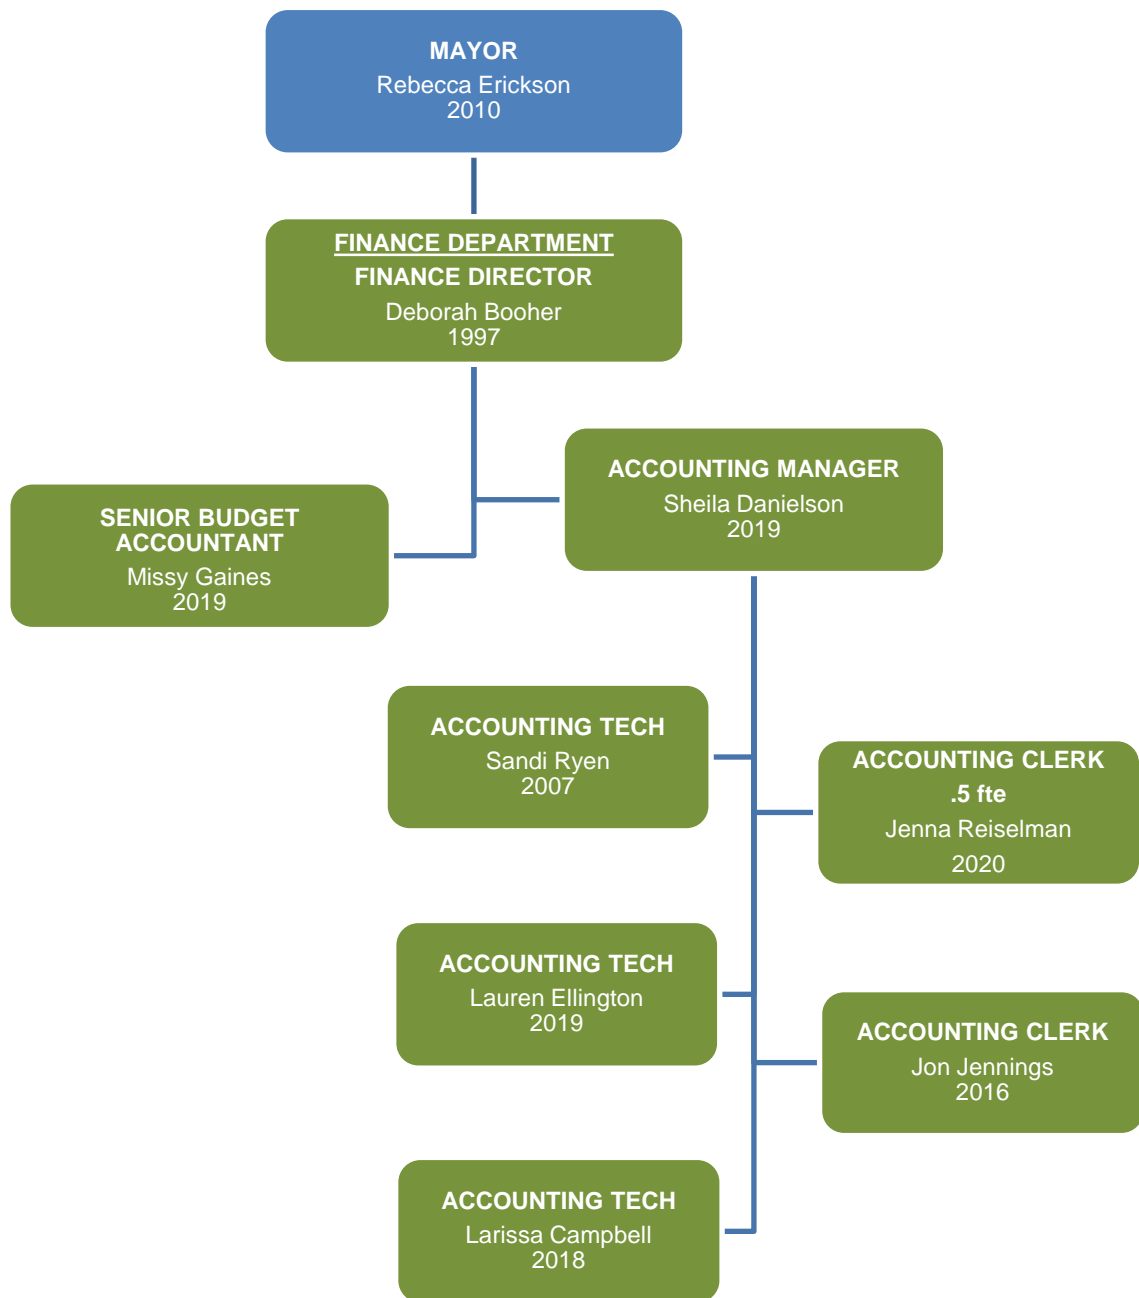 MAYOR
Rebecca Erickson
2010
FINANCE DEPARTMENT
FINANCE DIRECTOR
Deborah Booher
1997
ACCOUNTING MANAGER
Sheila Danielson
2019
SENIOR BUDGET
ACCOUNTANT
Missy Gaines
2019
ACCOUNTING TECH
Sandi Ryen
2007
ACCOUNTING CLERK
.5 fte
Jenna Reiselman
2020
ACCOUNTING TECH
Lauren Ellington
2019
ACCOUNTING CLERK
Jon Jennings
2016
ACCOUNTING TECH
Larissa Campbell
2018